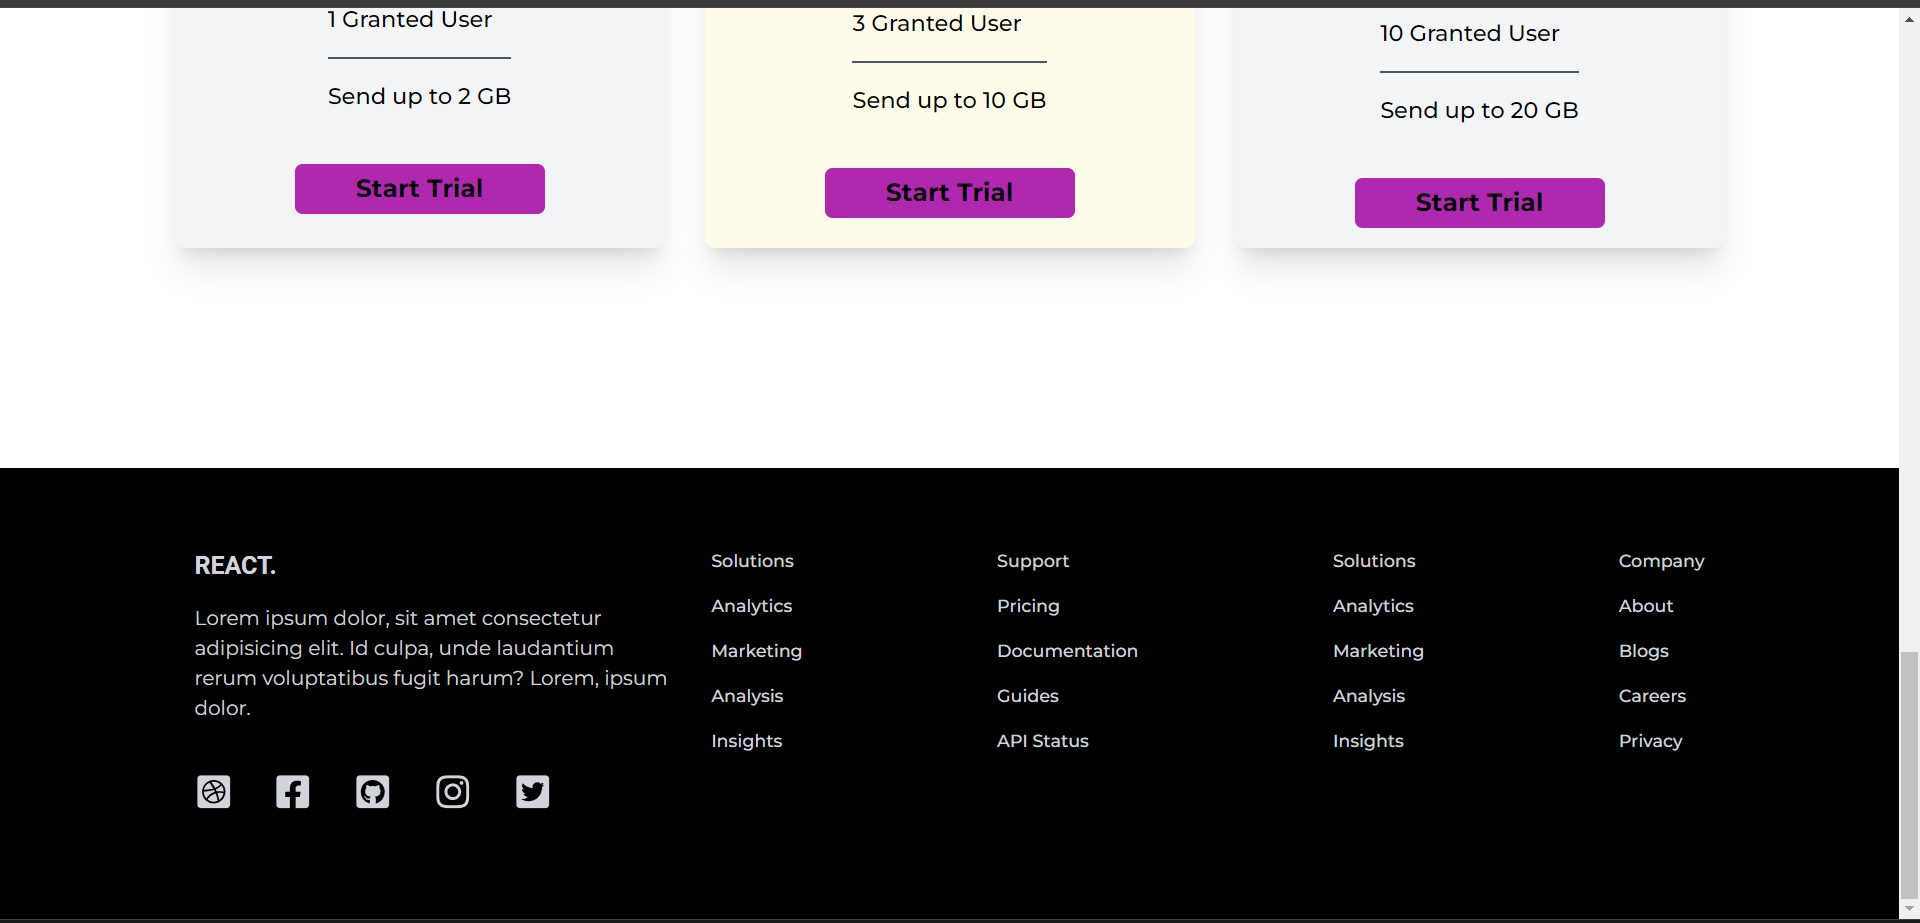 1 Granted User
Send up to 2 GB
Start Trial
3 Granted User
Send up to 10 GB
Start Trial
10 Granted User
Send up to 20 GB
Start Trial
REACT.
Lorem ipsum dolor, sit amet consectetur
adipisicing elit. Id culpa, unde laudantium
rerum voluptatibus fugit harum? Lorem, ipsum
dolor.
Solutions
Analytics
Marketing
Analysis
Insights
Support
Pricing
Documentation
Guides
API Status
Solutions
Analytics
Marketing
Analysis
Insights
Company
About
Blogs
Careers
Privacy